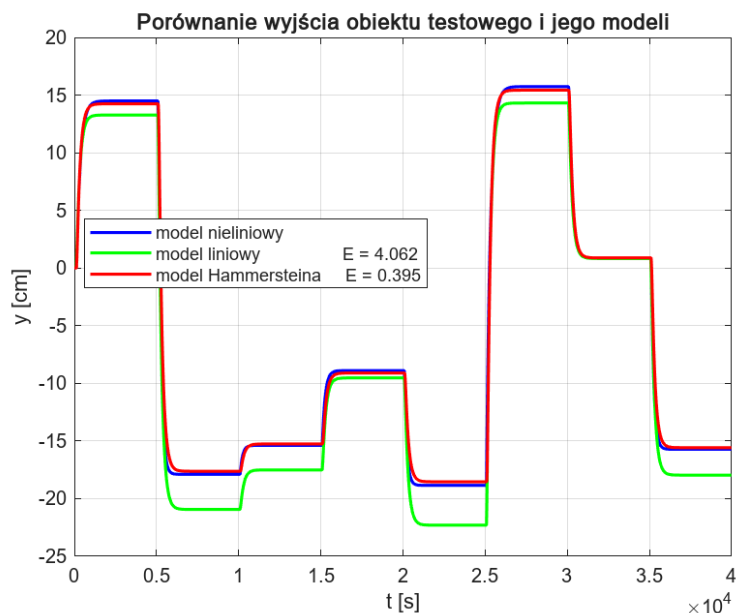 Porównanie wyjścia obiektu testowego i jego modeli
20
15
10
5
0
-5
-10
-15
-20
-25
y [cm]
model nieliniowy
model liniowy E = 4.062
model Hammersteina E = 0.395
0 0.5 1 1.5 2 2.5 3 3.5 4
t [s]
×10⁴